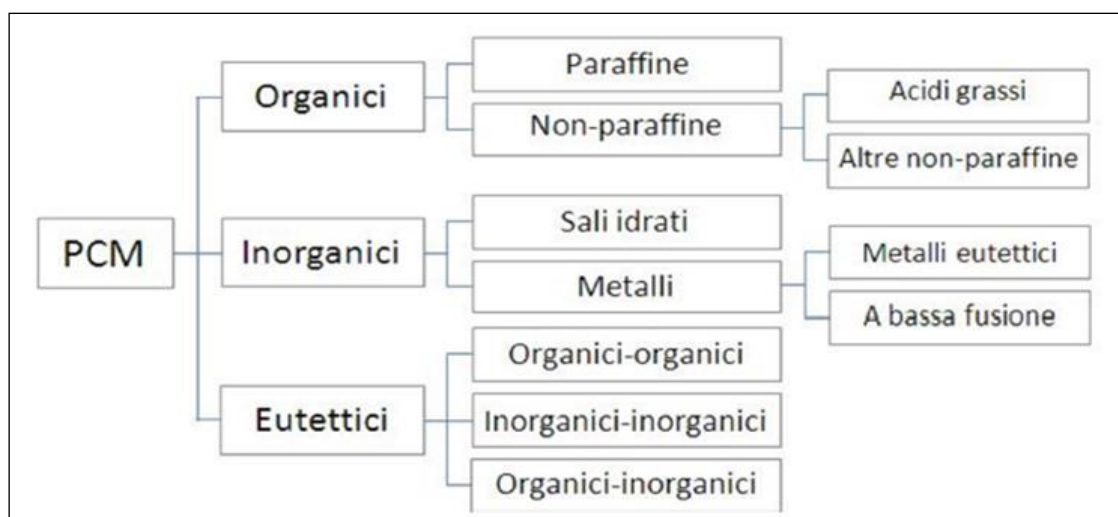 PCM
Organici
Paraffine
Non-paraffine
Acidi grassi
Altre non-paraffine
Inorganici
Sali idrati
Metalli
Metalli eutettici
A bassa fusione
Eutettici
Organici-organici
Inorganici-inorganici
Organici-inorganici